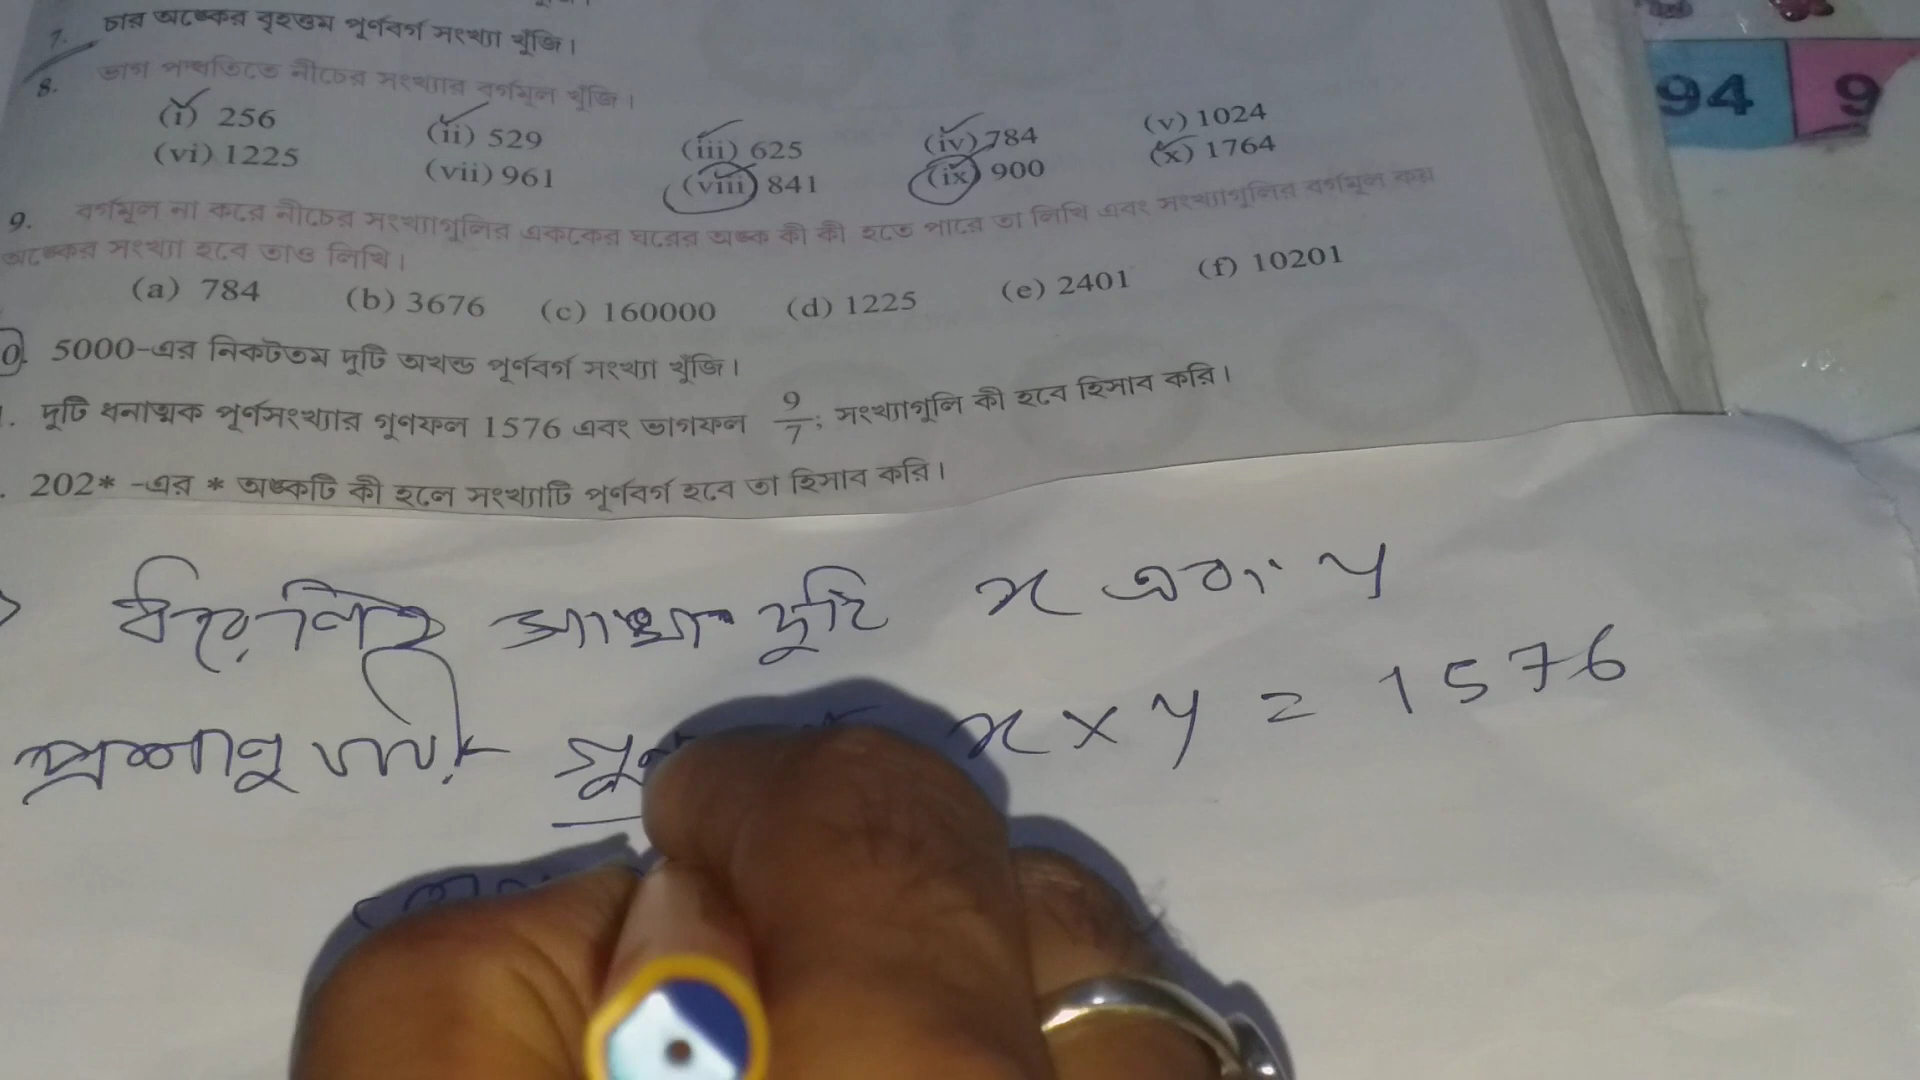 7. চার অঙ্কের বৃহত্তম পূর্ণবর্গ সংখ্যা খুঁজি।
8. ভাগ পদ্ধতিতে নীচের সংখ্যার বর্গমূল খুঁজি।
(i) 256 (ii) 529 (iii) 625 (iv) 784 (v) 1024
(vi) 1225 (vii) 961 (viii) 841 (ix) 900 (x) 1764
9. বর্গমূল না করে নীচের সংখ্যাগুলির এককের ঘরের অঙ্ক কী কী হতে পারে তা লিখি এবং সংখ্যাগুলির বর্গমূল কয়
অঙ্কের সংখ্যা হবে তাও লিখি।
(a) 784 (b) 3676 (c) 160000 (d) 1225 (e) 2401 (f) 10201
0. 5000-এর নিকটতম দুটি অখন্ড পূর্ণবর্গ সংখ্যা খুঁজি।
. দুটি ধনাত্মক পূর্ণসংখ্যার গুণফল 1576 এবং ভাগফল 9/7; সংখ্যাগুলি কী হবে হিসাব করি।
. 202* -এর * অঙ্কটি কী হলে সংখ্যাটি পূর্ণবর্গ হবে তা হিসাব করি।
ধরেনিই সংখ্যা দুটি x এবং y
প্রশ্নানুযায়ী x × y = 1576
94 9